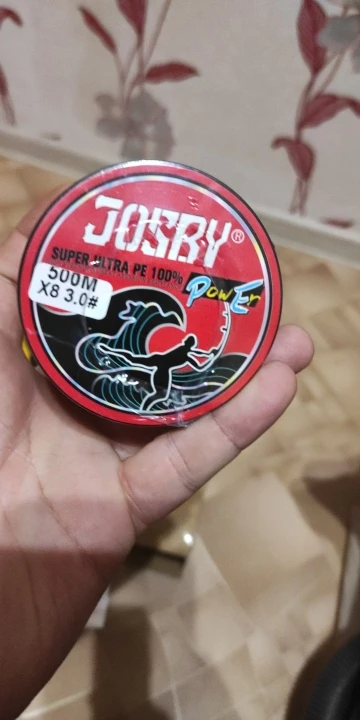 JOSBY®
SUPER ULTRA PE 100%
PowEr
500M
X8 3.0#